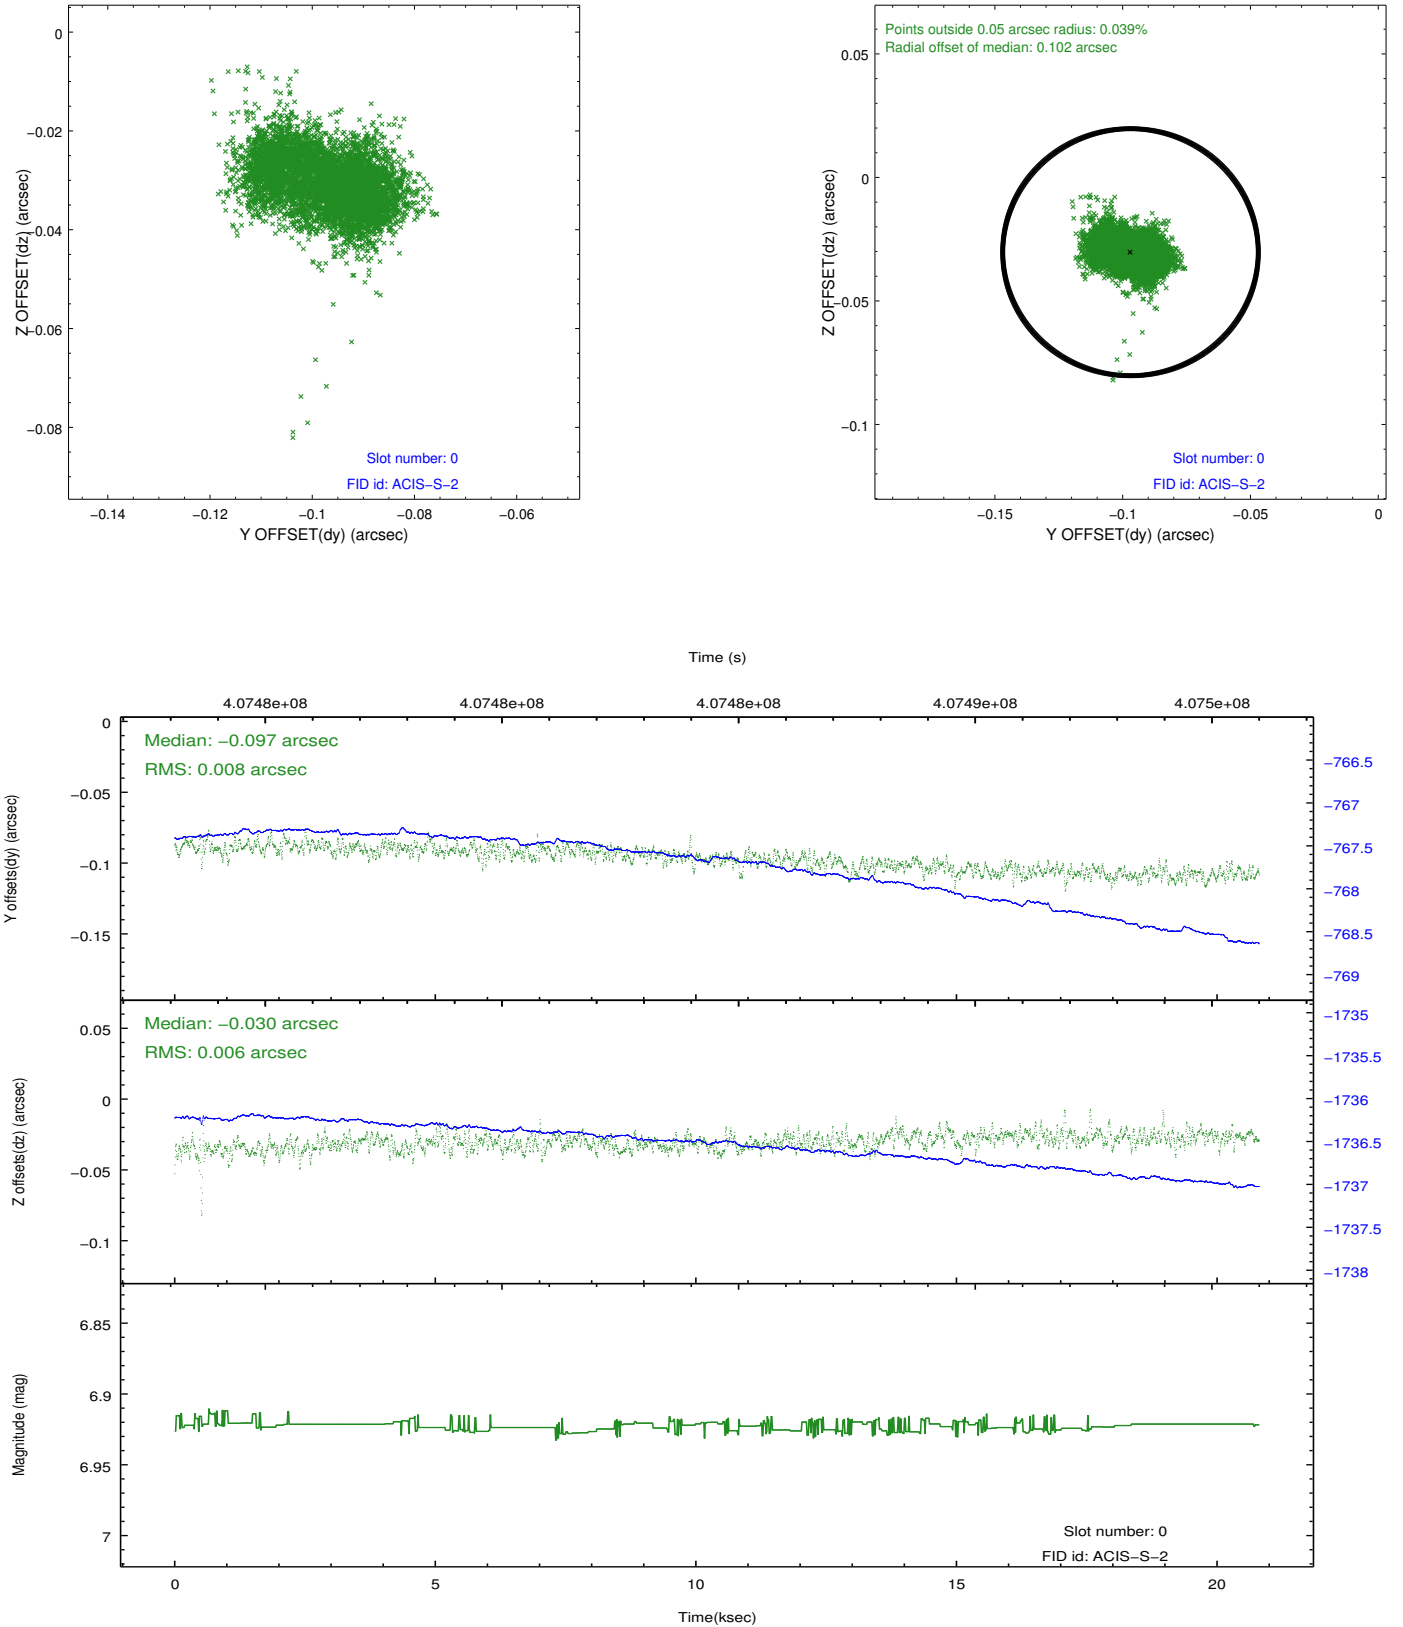 Points outside 0.05 arcsec radius: 0.039%
Radial offset of median: 0.102 arcsec
0
−0.02
−0.04
−0.06
−0.08
Z OFFSET(dz) (arcsec)
Slot number: 0
FID id: ACIS−S−2
−0.14
−0.12
−0.1
−0.08
−0.06
Y OFFSET(dy) (arcsec)
0.05
0
−0.05
−0.1
Z OFFSET(dz) (arcsec)
Slot number: 0
FID id: ACIS−S−2
−0.15
−0.1
−0.05
0
Y OFFSET(dy) (arcsec)
Time (s)
4.0748e+08
4.0748e+08
4.0748e+08
4.0749e+08
4.075e+08
Median: −0.097 arcsec
RMS: 0.008 arcsec
0
−0.05
−0.1
−0.15
Y offsets(dy) (arcsec)
−766.5
−767
−767.5
−768
−768.5
−769
Median: −0.030 arcsec
RMS: 0.006 arcsec
0.05
0
−0.05
−0.1
Z offsets(dz) (arcsec)
−1735
−1735.5
−1736
−1736.5
−1737
−1737.5
−1738
6.85
6.9
6.95
7
Magnitude (mag)
Slot number: 0
FID id: ACIS−S−2
0
5
10
15
20
Time(ksec)